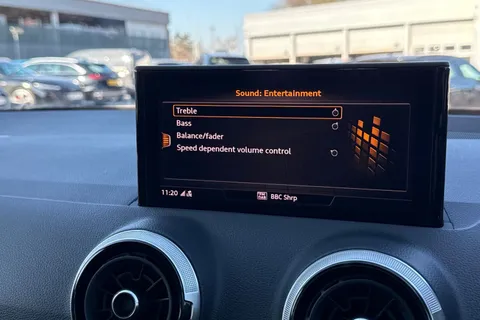 Sound: Entertainment
Treble
Bass
Balance/fader
Speed dependent volume control
11:20
BBC Shrp